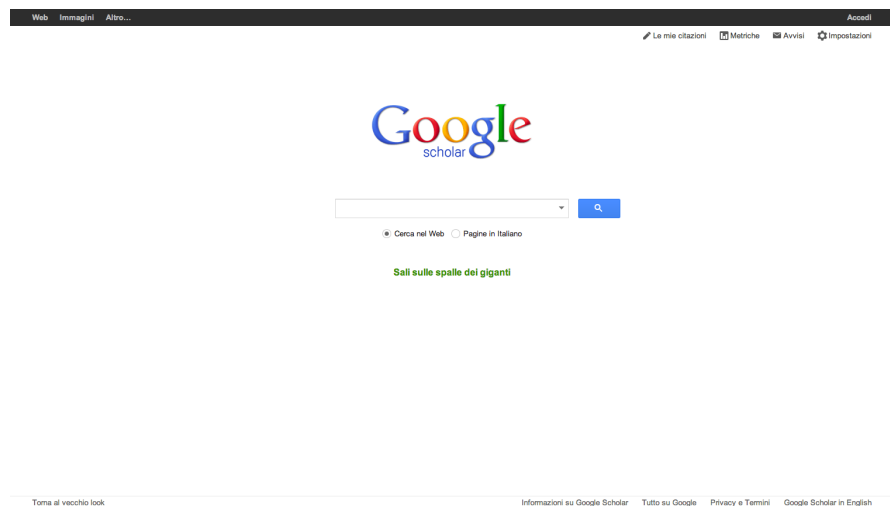 Web Immagini Altro... Accedi
Le mie citazioni Metriche Avvisi Impostazioni
Google
scholar
Cerca nel Web Pagine in Italiano
Sali sulle spalle dei giganti
Torna al vecchio look Informazioni su Google Scholar Tutto su Google Privacy e Termini Google Scholar in English